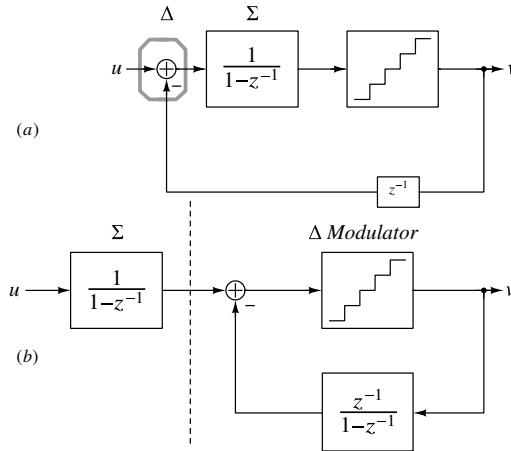 Δ Σ
u + − 1/(1−z⁻¹) v
(a)
z⁻¹
Σ Δ Modulator
u 1/(1−z⁻¹) + − v
(b)
z⁻¹/(1−z⁻¹)